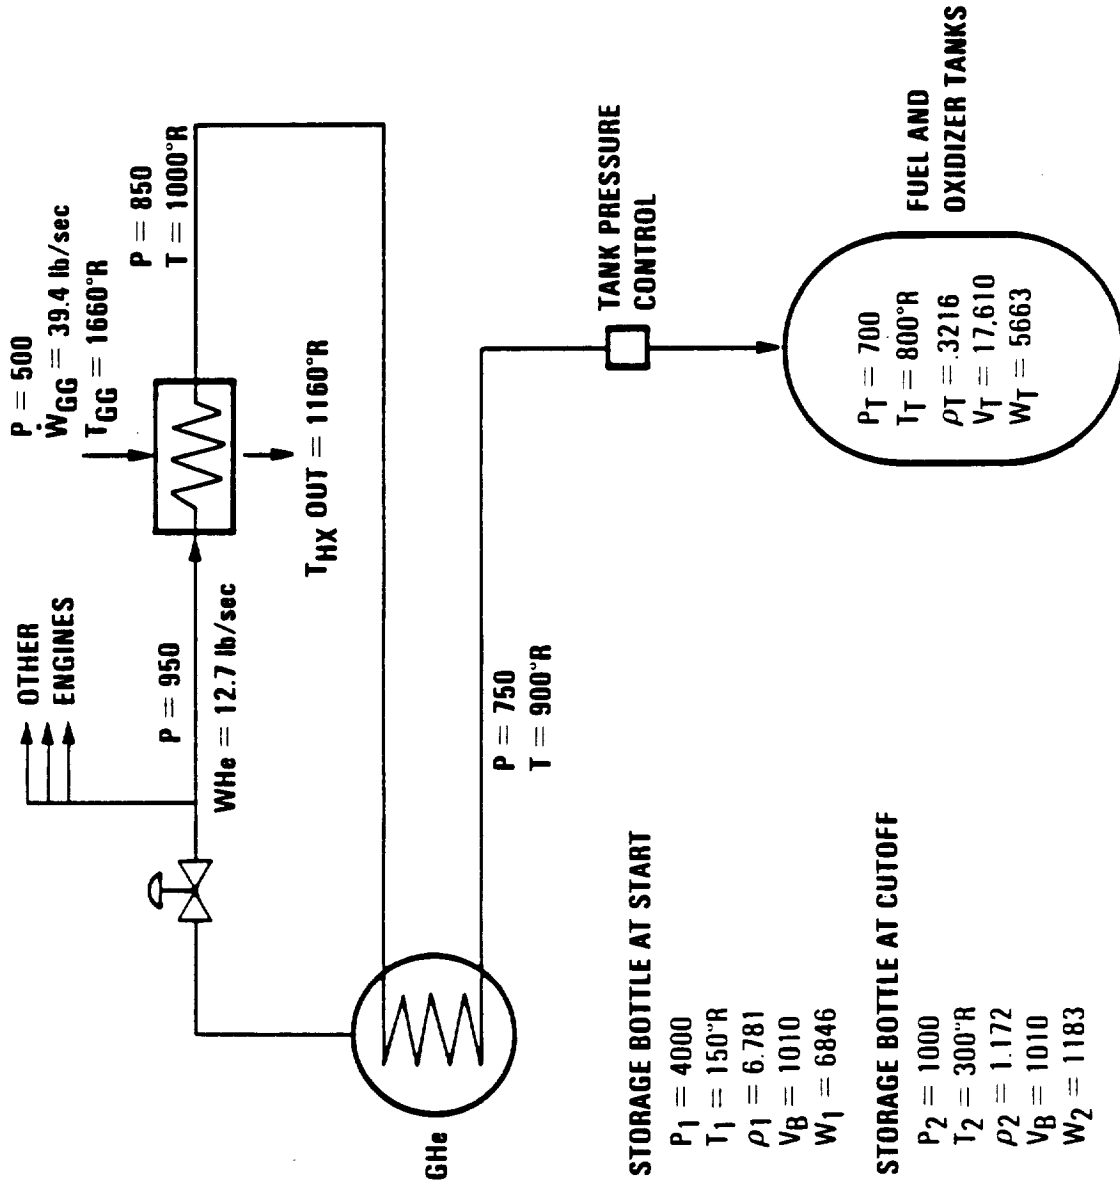 OTHER
ENGINES
P = 950
WHe = 12.7 lb/sec
P = 500
ẆGG = 39.4 lb/sec
TGG = 1660°R
P = 850
T = 1000°R
THX OUT = 1160°R
GHe
P = 750
T = 900°R
TANK PRESSURE
CONTROL
FUEL AND
OXIDIZER TANKS
PT = 700
TT = 800°R
ρT = .3216
VT = 17,610
WT = 5663
STORAGE BOTTLE AT START
P1 = 4000
T1 = 150°R
ρ1 = 6.781
VB = 1010
W1 = 6846
STORAGE BOTTLE AT CUTOFF
P2 = 1000
T2 = 300°R
ρ2 = 1.172
VB = 1010
W2 = 1183